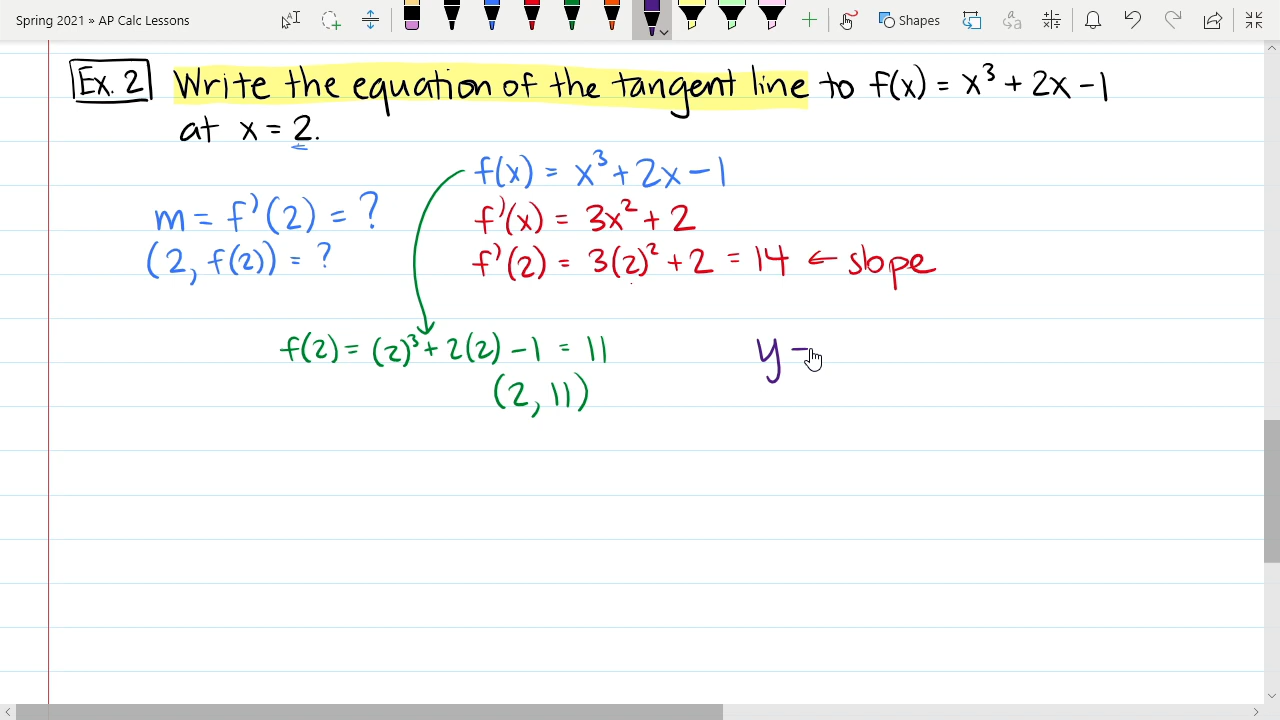 Spring 2021 » AP Calc Lessons
Shapes
Ex. 2 Write the equation of the tangent line to f(x) = x³ + 2x - 1
at x = 2.
f(x) = x³ + 2x - 1
m = f'(2) = ?
f'(x) = 3x² + 2
(2, f(2)) = ?
f'(2) = 3(2)² + 2 = 14 ← slope
f(2) = (2)³ + 2(2) - 1 = 11
y -
(2, 11)